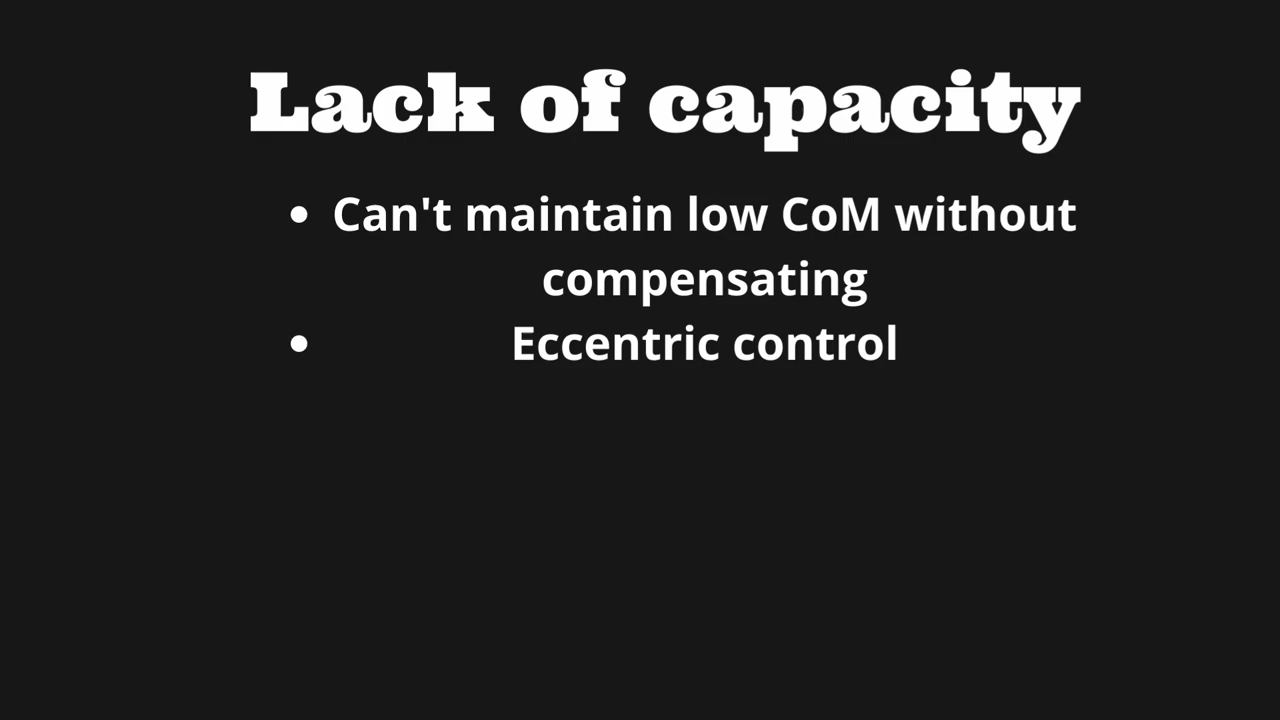 Lack of capacity
• Can't maintain low CoM without
compensating
• Eccentric control